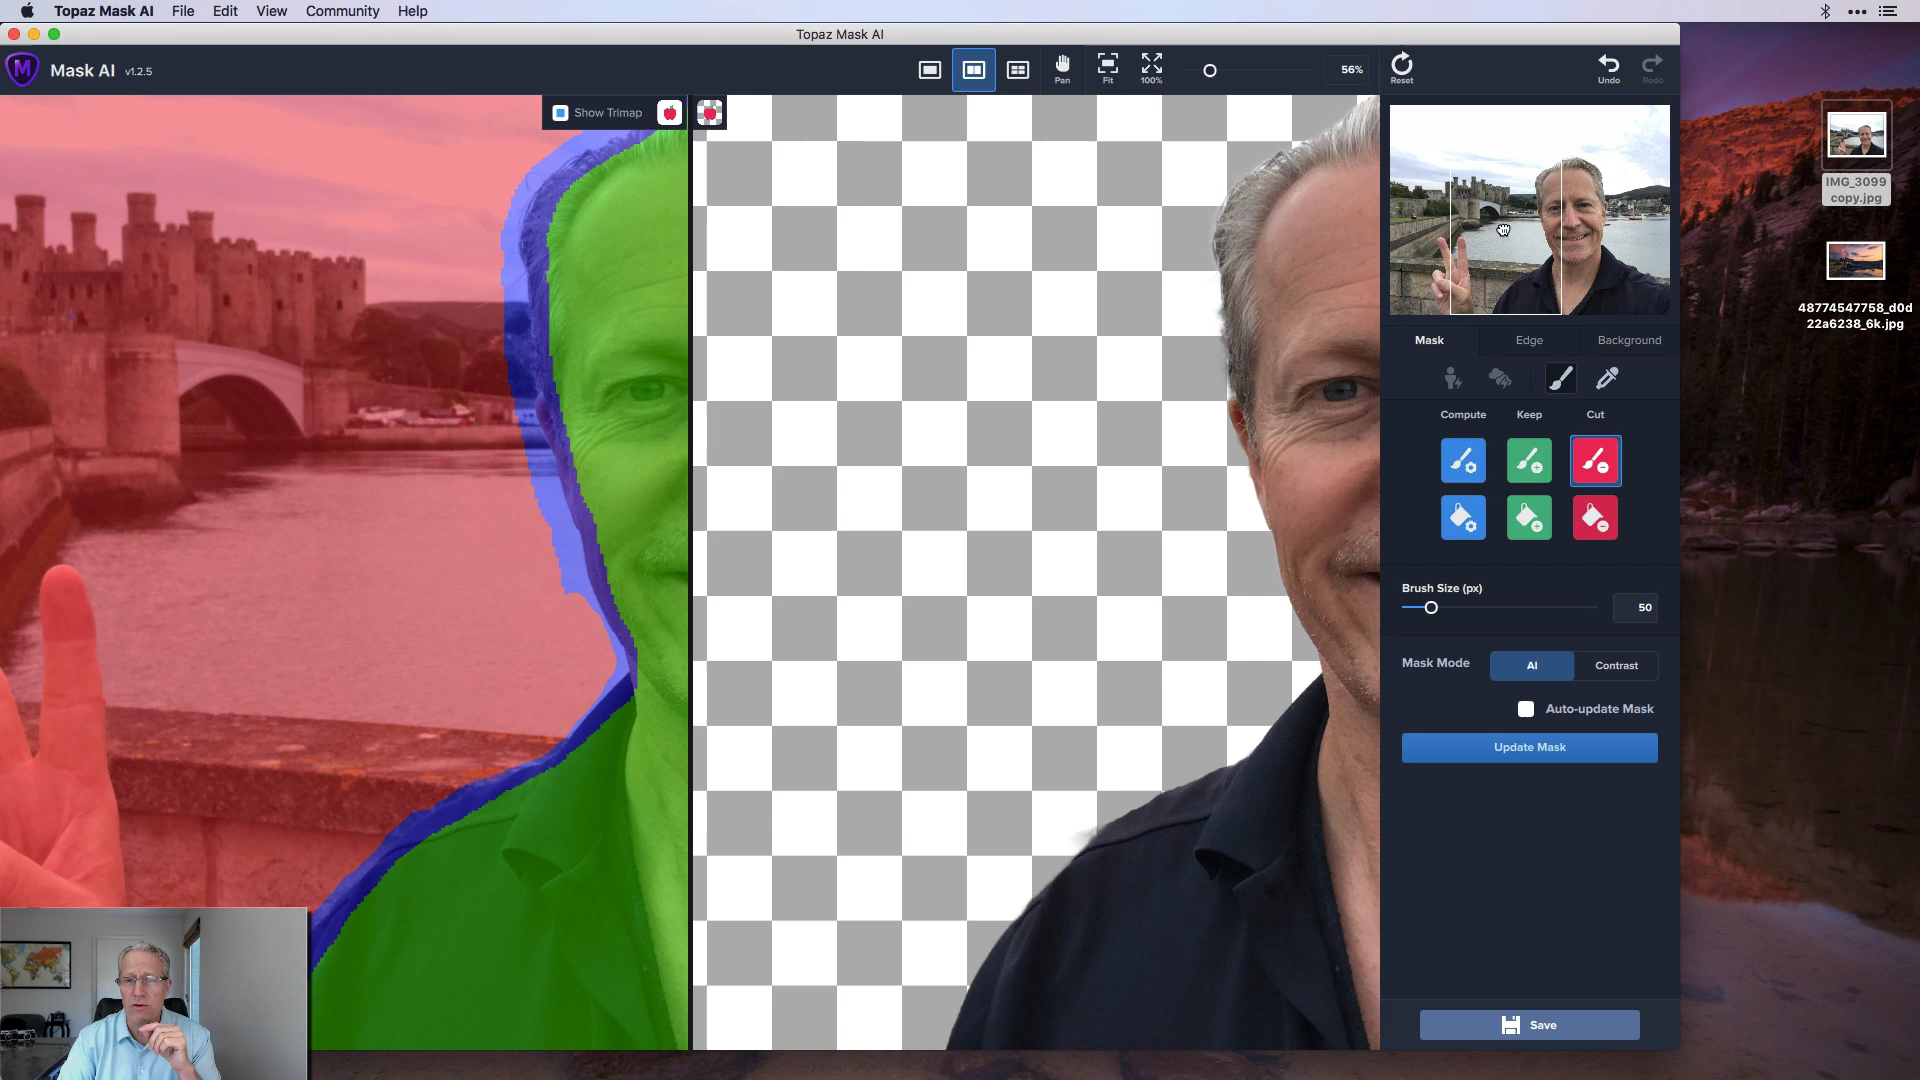 Topaz Mask AI File Edit View Community Help
Topaz Mask AI
M Mask AI v1.2.5
Pan Fit 100% 56% Reset Undo Redo
Show Trimap
IMG_3099
copy.jpg
48774547758_d0d
22a6238_6k.jpg
Mask Edge Background
Compute Keep Cut
Brush Size (px)
50
Mask Mode AI Contrast
Auto-update Mask
Update Mask
Save